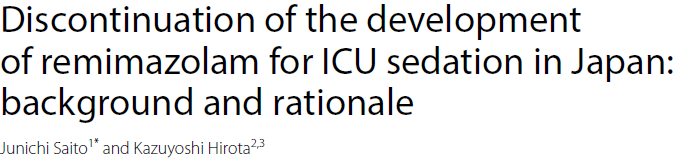 Discontinuation of the development
of remimazolam for ICU sedation in Japan:
background and rationale
Junichi Saito1* and Kazuyoshi Hirota2,3